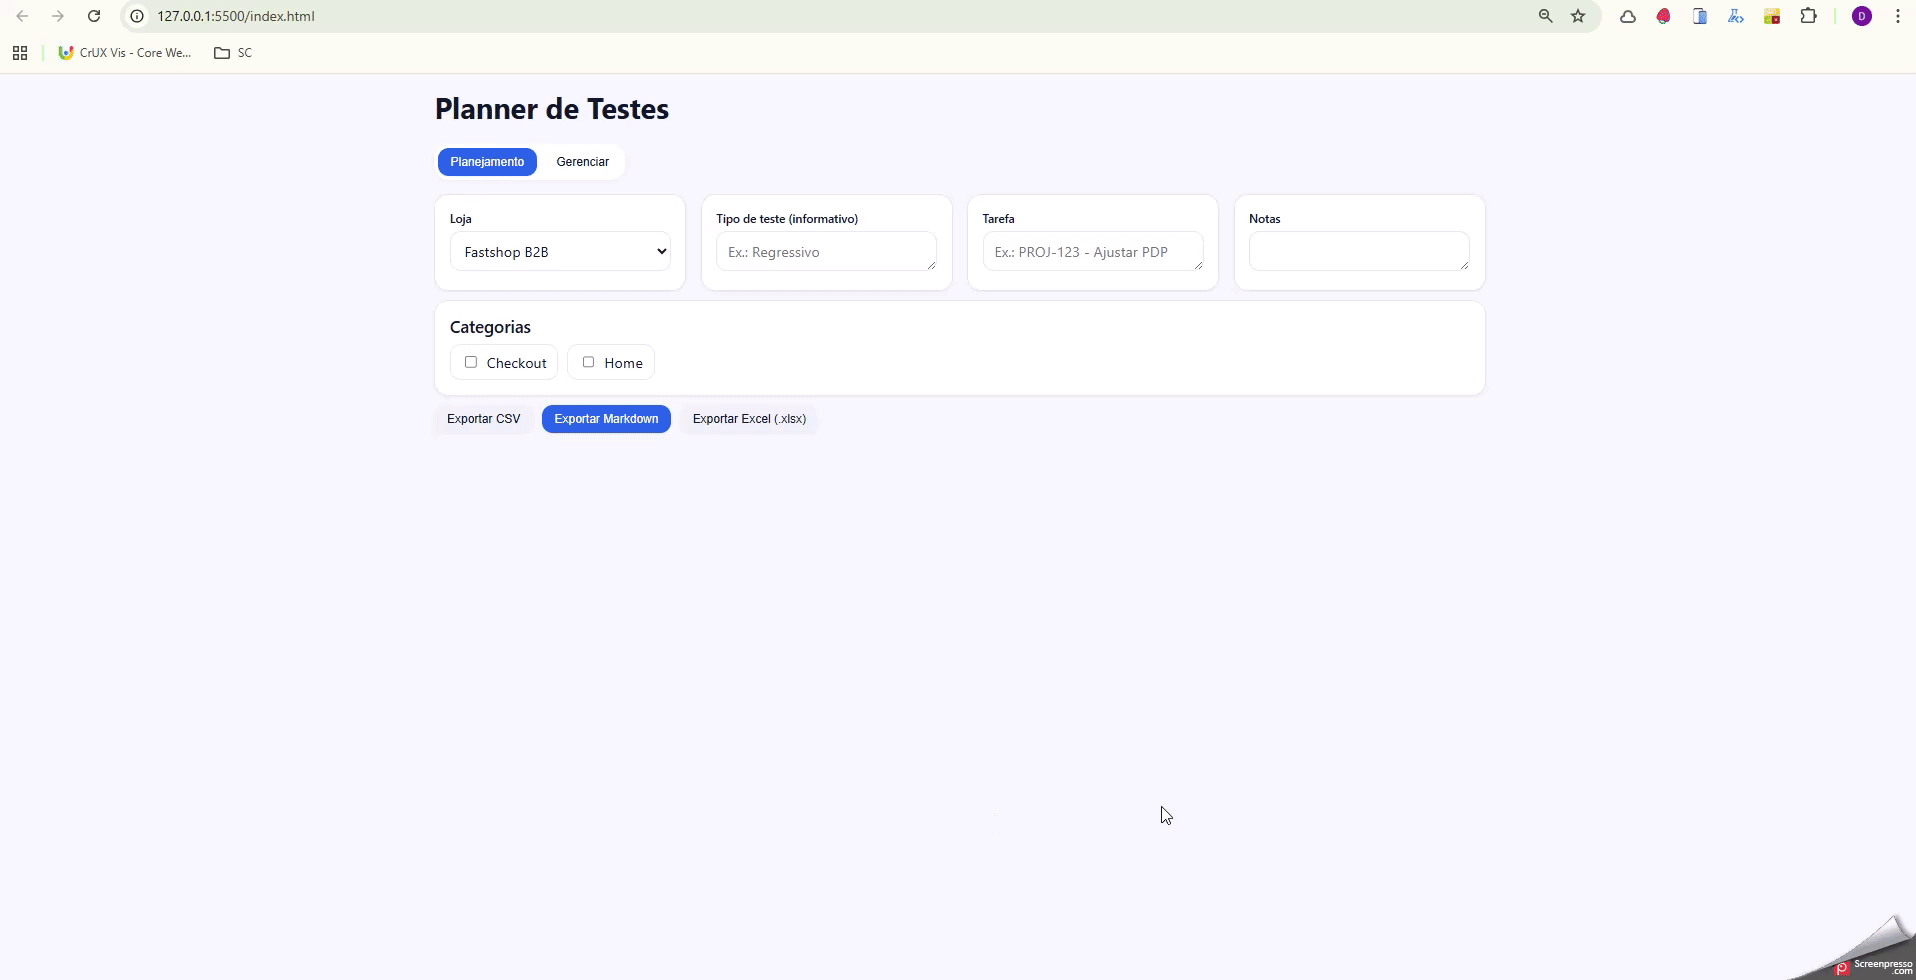 127.0.0.1:5500/index.html
D
CrUX Vis - Core We...
SC
Planner de Testes
Planejamento Gerenciar
Loja Tipo de teste (informativo) Tarefa Notas
Fastshop B2B Ex.: Regressivo Ex.: PROJ-123 - Ajustar PDP
Categorias
Checkout Home
Exportar CSV Exportar Markdown Exportar Excel (.xlsx)
Screenpresso
.com